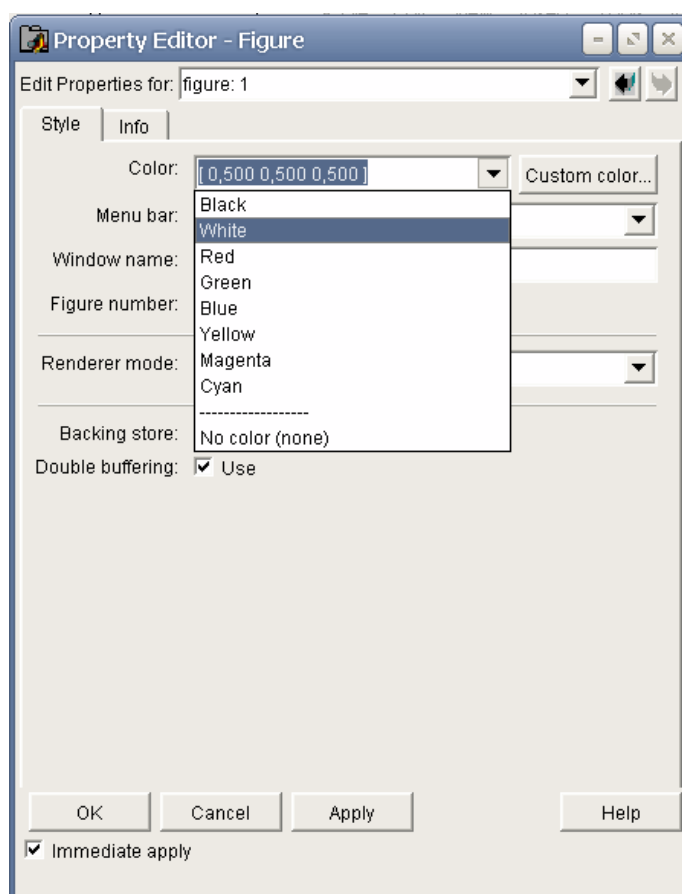 Property Editor - Figure
Edit Properties for: figure: 1
Style Info
Color: [ 0,500 0,500 0,500 ] Custom color...
Black
Menu bar:
White
Window name: Red
Green
Figure number: Blue
Yellow
Renderer mode: Magenta
Cyan
------------------
Backing store: No color (none)
Double buffering: Use
OK Cancel Apply Help
Immediate apply